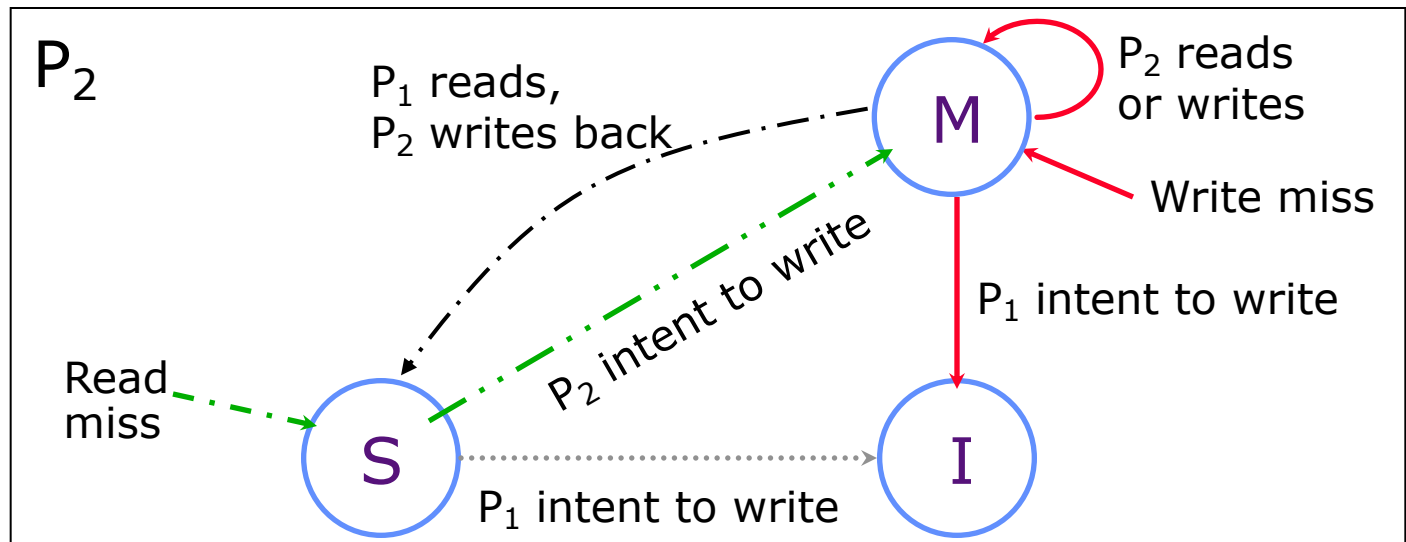 P₂
P₁ reads,
P₂ writes back
M
P₂ reads
or writes
Write miss
P₂ intent to write
P₁ intent to write
Read
miss
S
I
P₁ intent to write